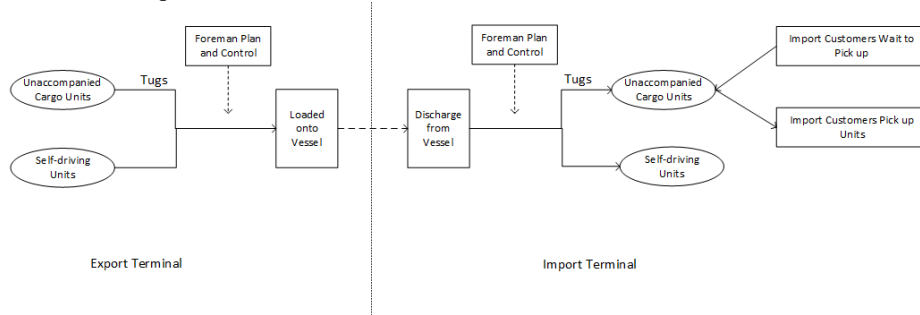 Foreman Plan
and Control
Unaccompanied
Cargo Units
Tugs
Loaded
onto
Vessel
Self-driving
Units
Export Terminal
Foreman Plan
and Control
Discharge
from
Vessel
Tugs
Unaccompanied
Cargo Units
Self-driving
Units
Import Customers Wait to
Pick up
Import Customers Pick up
Units
Import Terminal